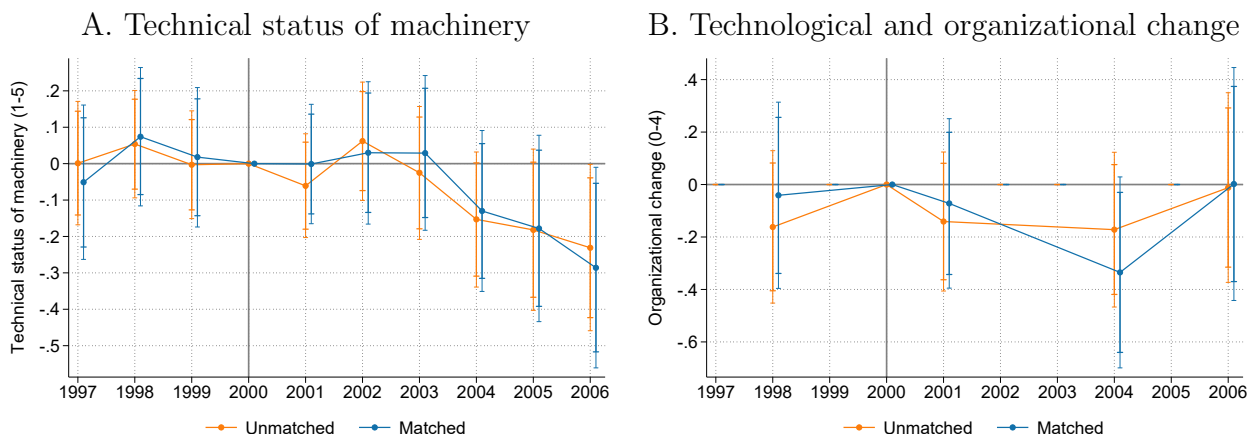 A. Technical status of machinery
Technical status of machinery (1-5)
.2
.1
0
-.1
-.2
-.3
-.4
-.5
1997 1998 1999 2000 2001 2002 2003 2004 2005 2006
Unmatched Matched
B. Technological and organizational change
Organizational change (0-4)
.4
.2
0
-.2
-.4
-.6
1997 1998 1999 2000 2001 2002 2003 2004 2005 2006
Unmatched Matched